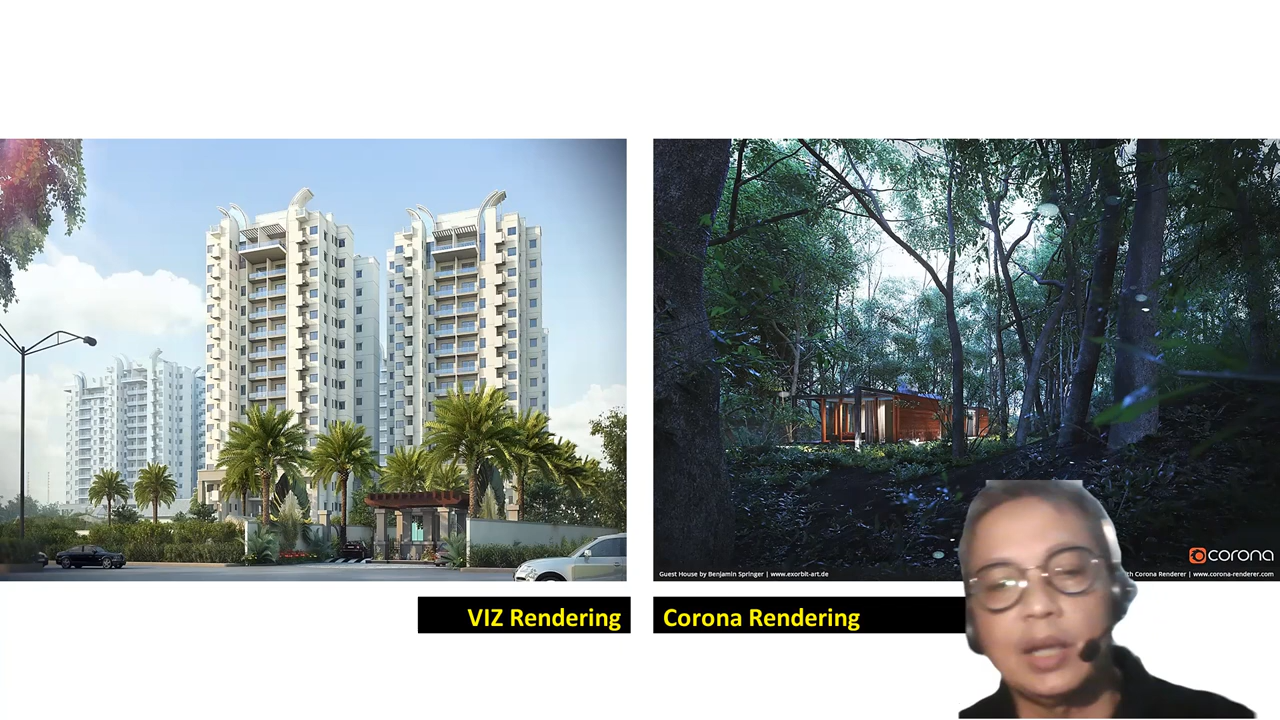 corona
Guest House by Benjamin Springer | www.exorbit-art.de
th Corona Renderer | www.corona-renderer.com
VIZ Rendering
Corona Rendering